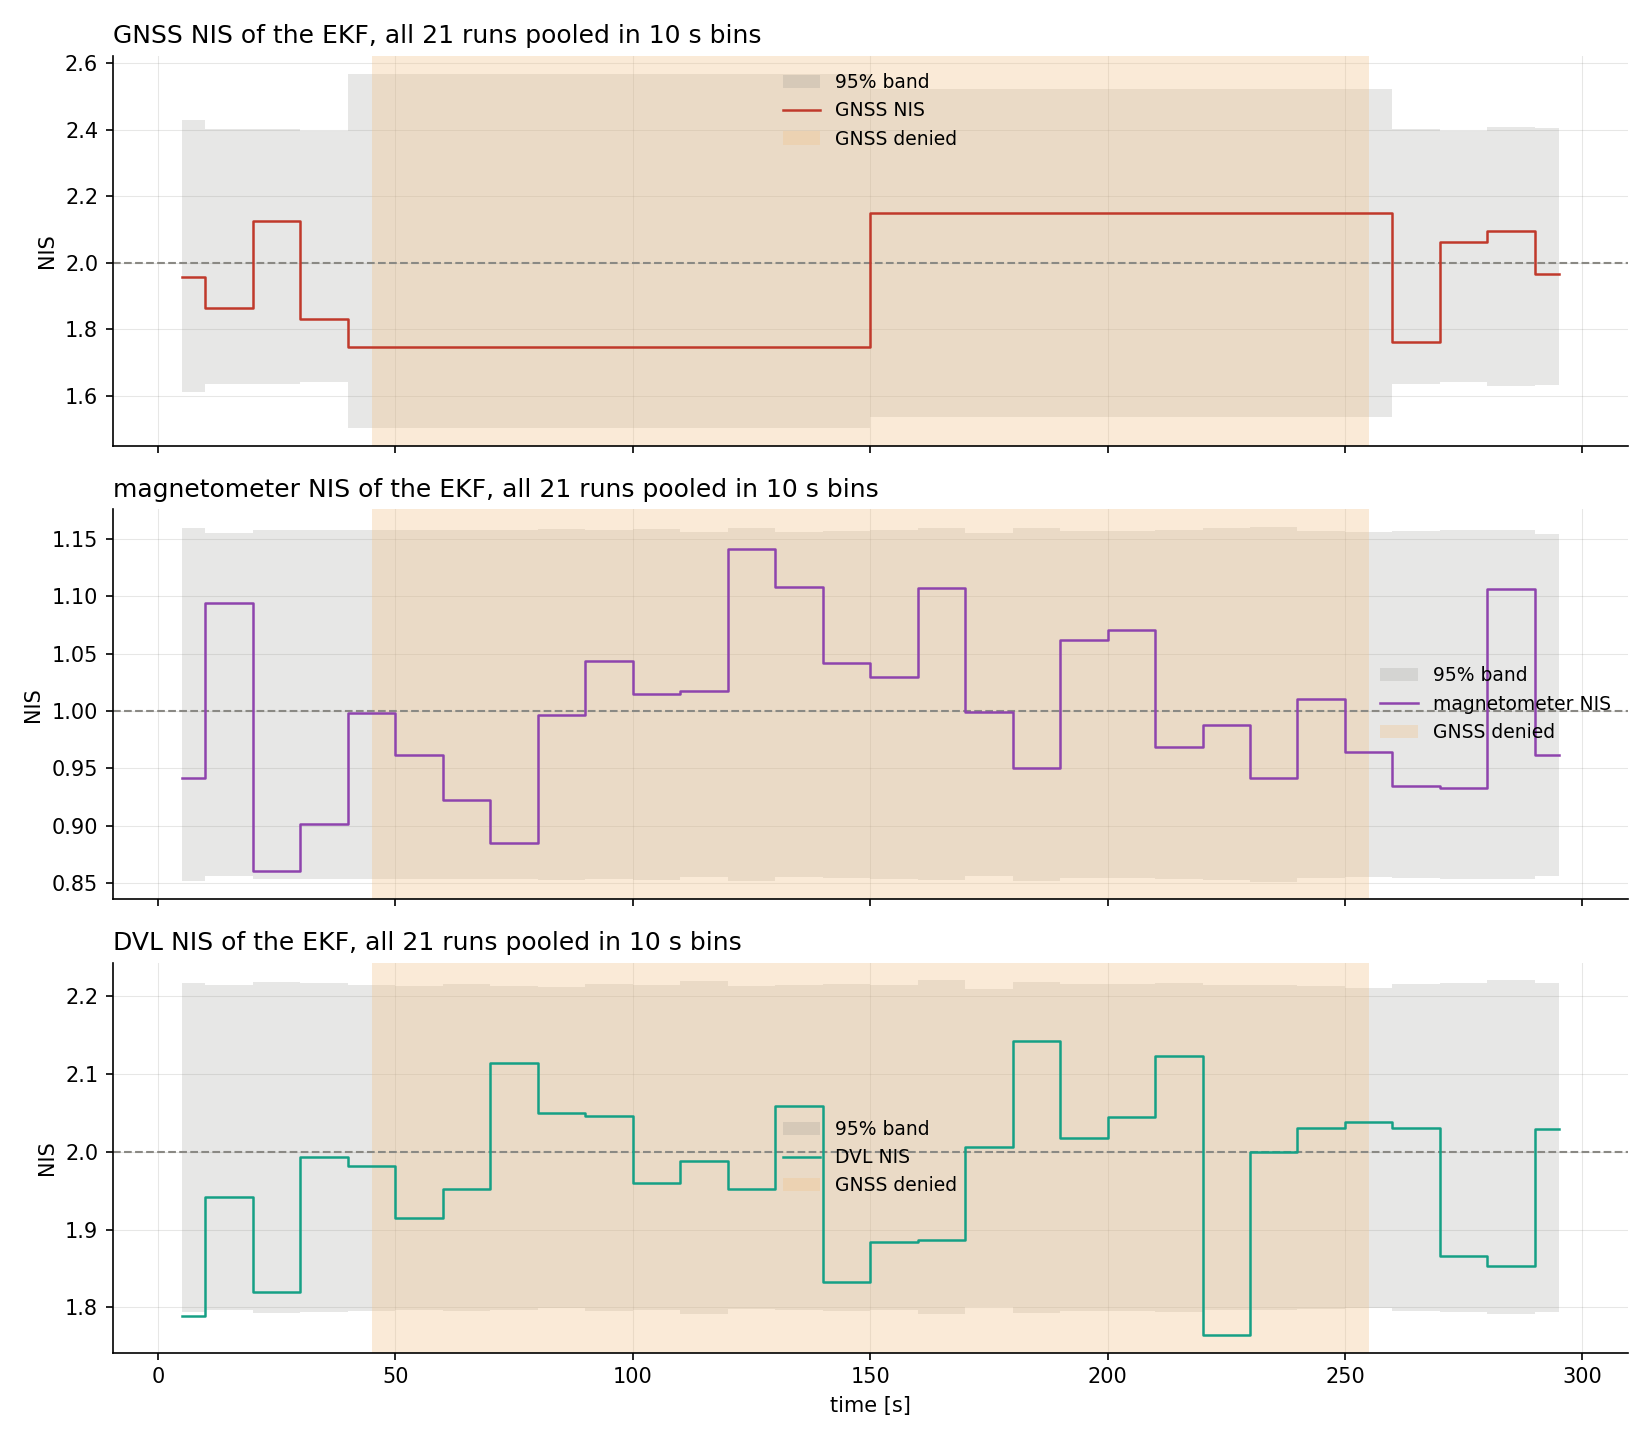 GNSS NIS of the EKF, all 21 runs pooled in 10 s bins
2.6
2.4
2.2
2.0
1.8
1.6
NIS
95% band
GNSS NIS
GNSS denied
magnetometer NIS of the EKF, all 21 runs pooled in 10 s bins
1.15
1.10
1.05
1.00
0.95
0.90
0.85
NIS
95% band
magnetometer NIS
GNSS denied
DVL NIS of the EKF, all 21 runs pooled in 10 s bins
2.2
2.1
2.0
1.9
1.8
NIS
95% band
DVL NIS
GNSS denied
0 50 100 150 200 250 300
time [s]